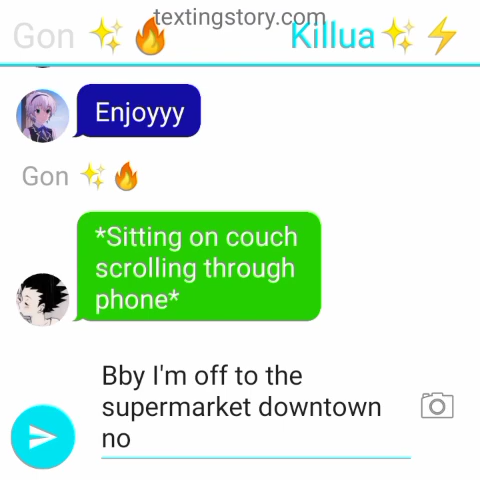 textingstory.com
Gon ✨🔥 Killua✨⚡
Enjoyyy
Gon ✨🔥
*Sitting on couch
scrolling through
phone*
Bby I'm off to the
supermarket downtown
no